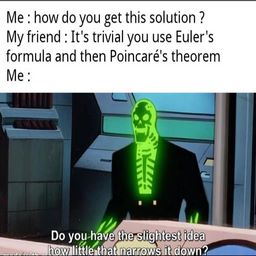 Me : how do you get this solution ?
My friend : It's trivial you use Euler's
formula and then Poincaré's theorem
Me :
Do you have the slightest idea
how little that narrows it down?